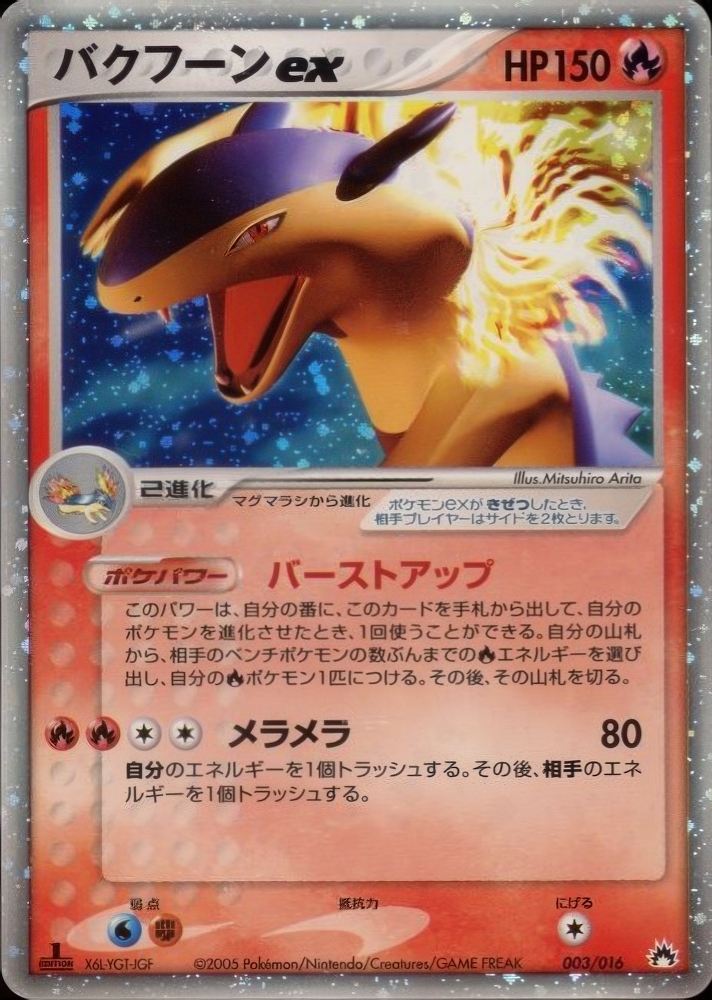 バクフーンex HP150
Illus.Mitsuhiro Arita
2進化
マグマラシから進化
ポケモンexが きぜつしたとき、
相手プレイヤーはサイドを2枚とります。
ポケパワー バーストアップ
このパワーは、自分の番に、このカードを手札から出して、自分の
ポケモンを進化させたとき、1回使うことができる。自分の山札
から、相手のベンチポケモンの数ぶんまでのエネルギーを選び
出し、自分のポケモン1匹につける。その後、その山札を切る。
メラメラ 80
自分のエネルギーを1個トラッシュする。その後、相手のエネ
ルギーを1個トラッシュする。
弱点 抵抗力 にげる
1 EDITION X6L-YGT-JGF ©2005 Pokémon/Nintendo/Creatures/GAME FREAK 003/016